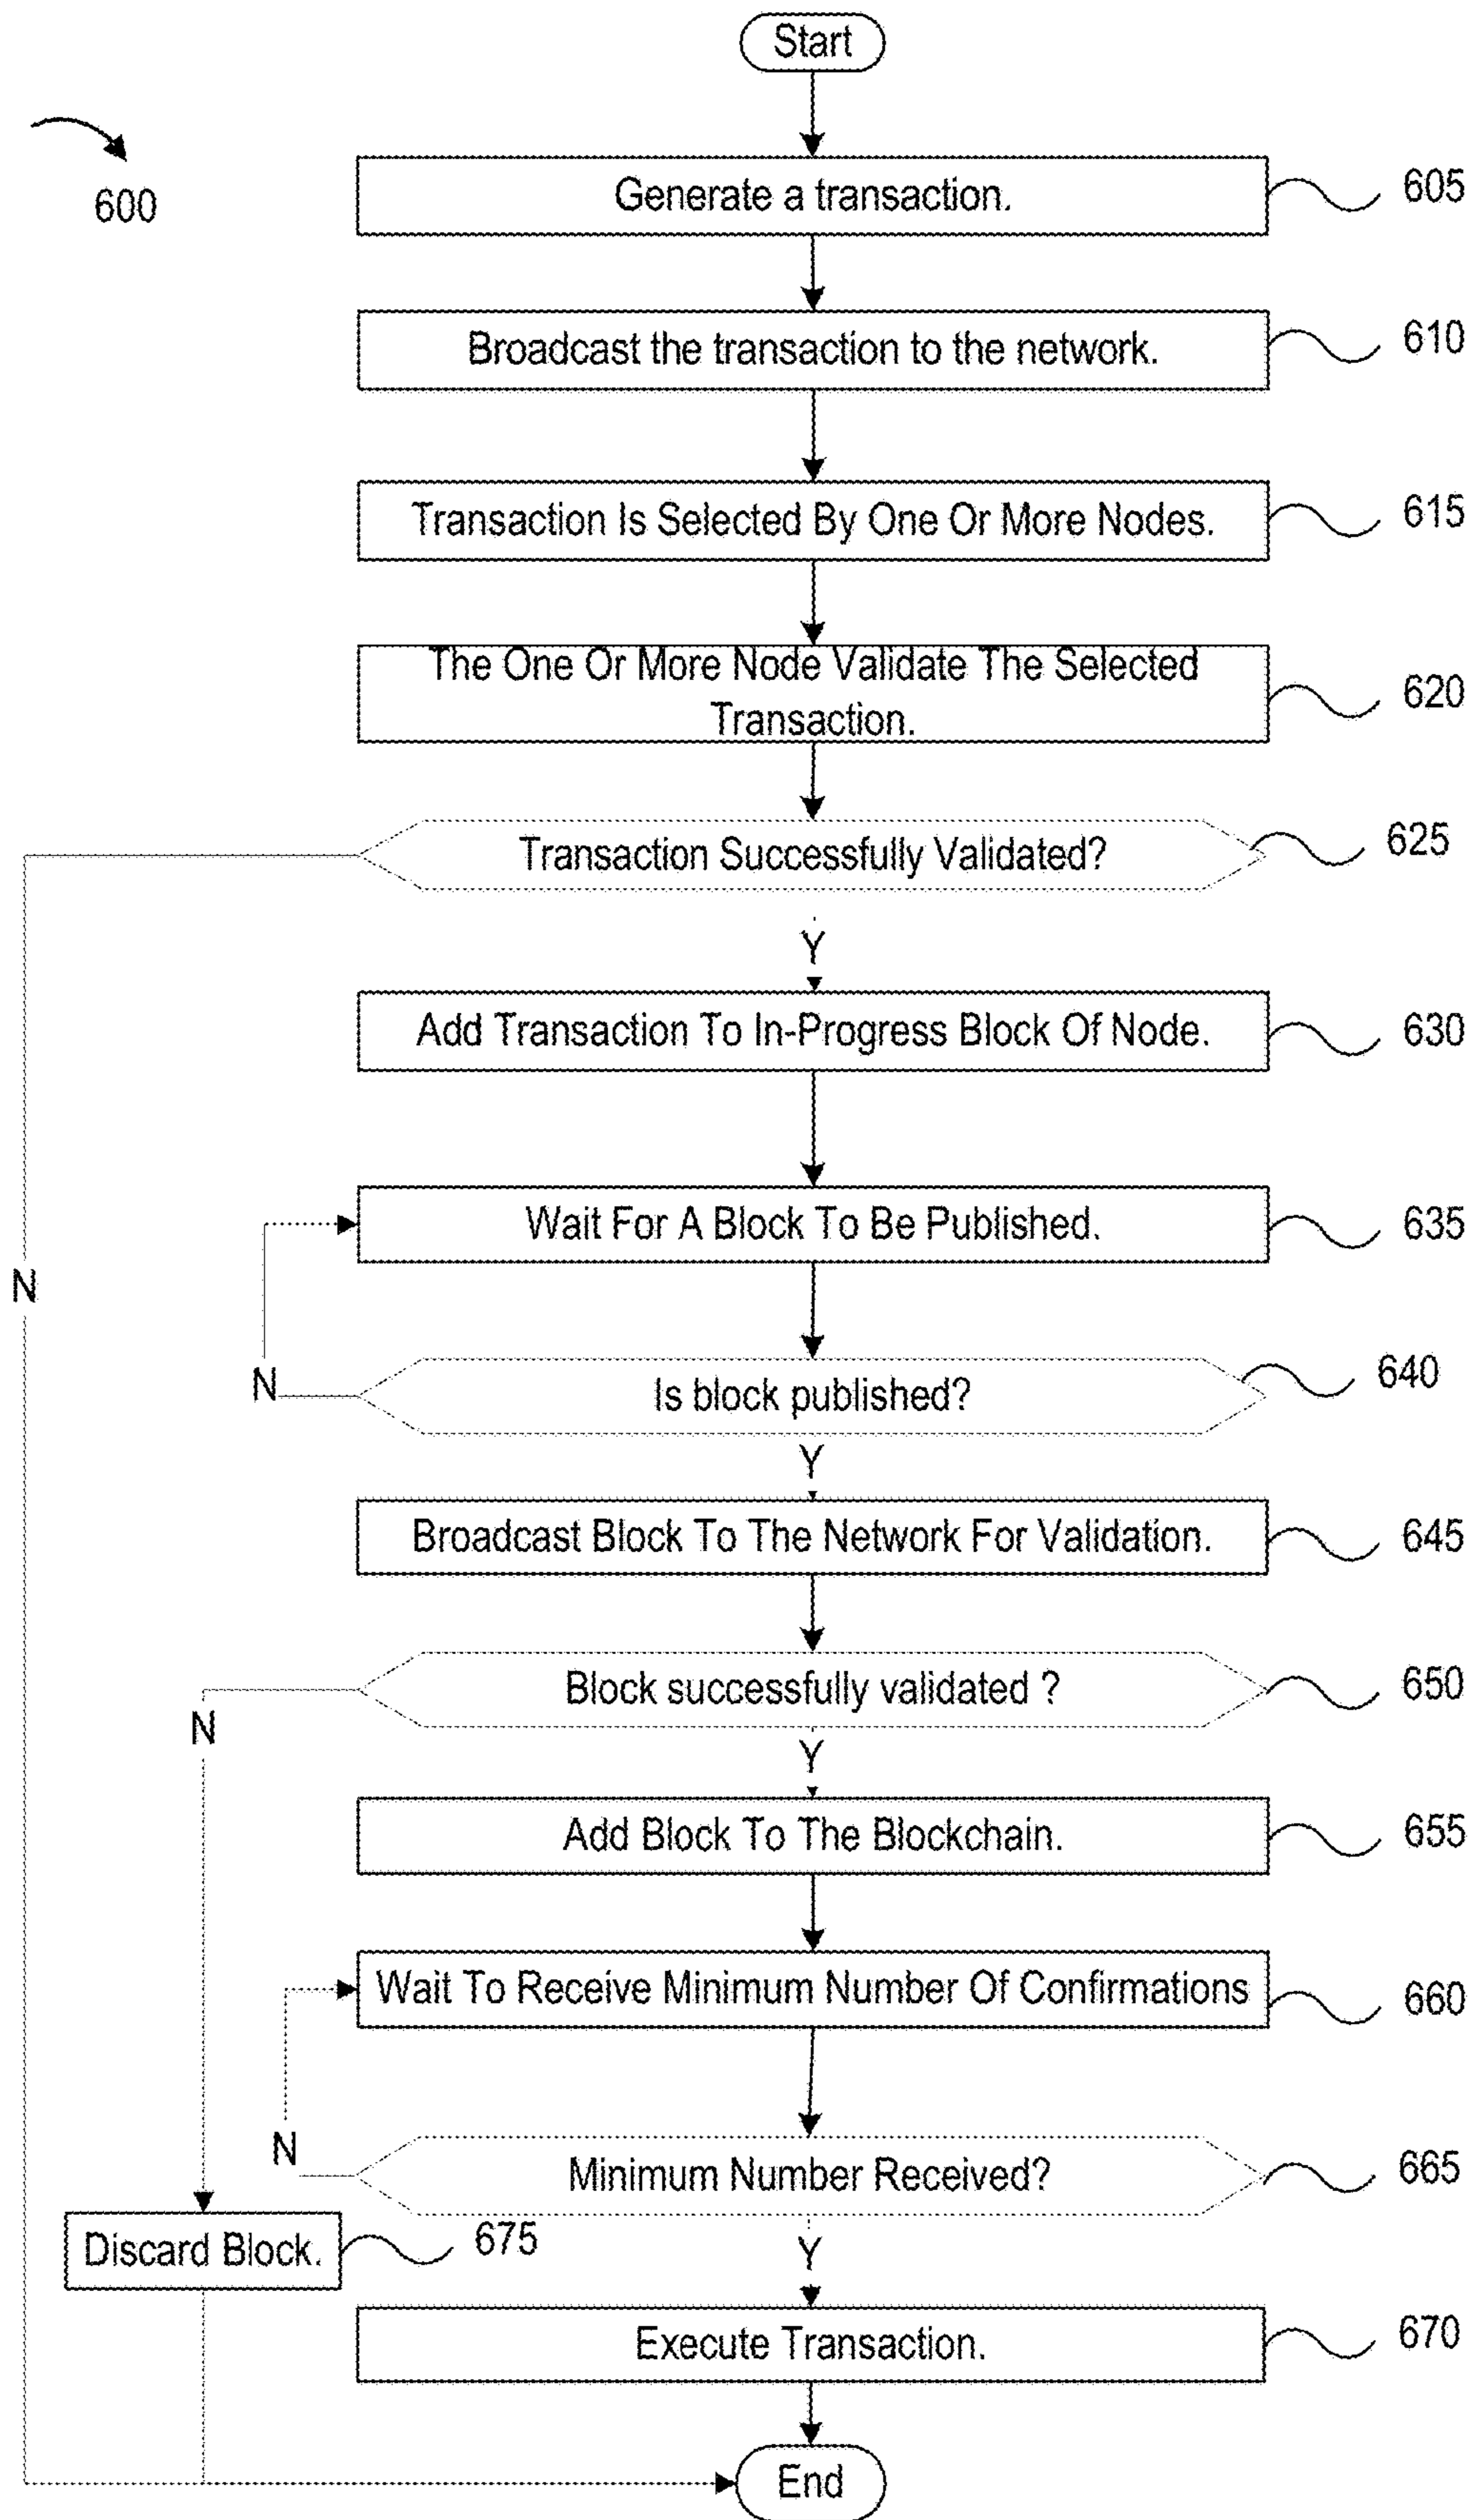 Start
600
Generate a transaction.
605
Broadcast the transaction to the network.
610
Transaction Is Selected By One Or More Nodes.
615
The One Or More Node Validate The Selected
Transaction.
620
Transaction Successfully Validated?
625
Y
Add Transaction To In-Progress Block Of Node.
630
Wait For A Block To Be Published.
635
N
N
Is block published?
640
Y
Broadcast Block To The Network For Validation.
645
Block successfully validated ?
650
N
Y
Add Block To The Blockchain.
655
Wait To Receive Minimum Number Of Confirmations
660
N
Minimum Number Received?
665
Discard Block.
675
Y
Execute Transaction.
670
End